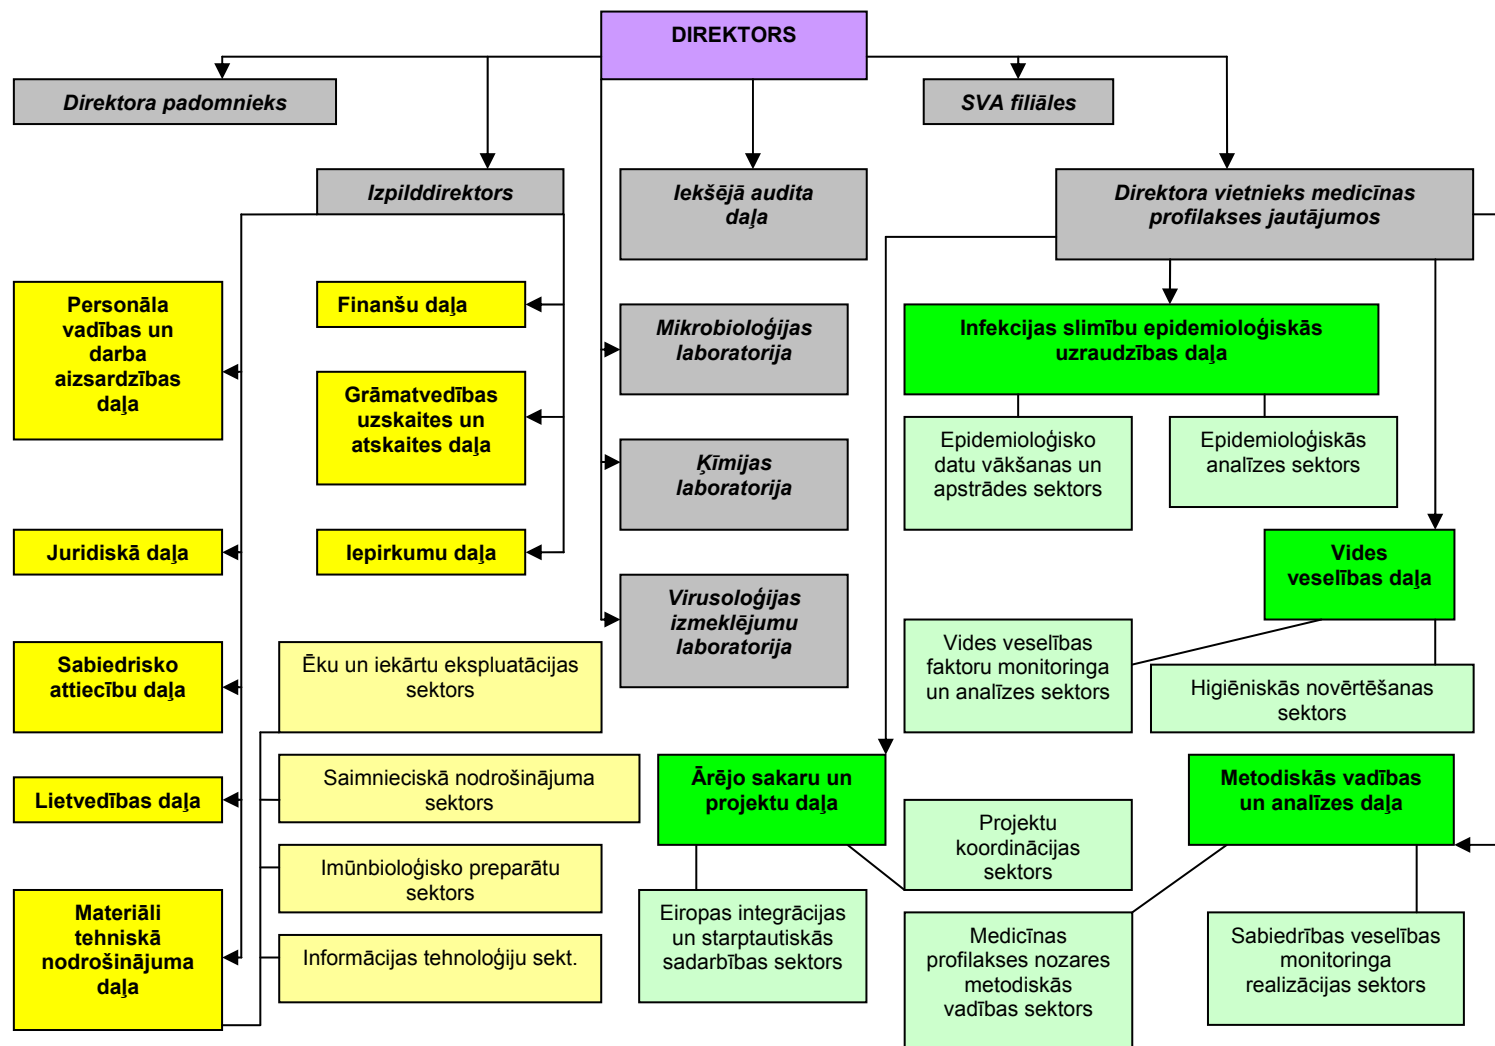 DIREKTORS
Direktora padomnieks
SVA filiāles
Izpilddirektors
Iekšējā audita
daļa
Direktora vietnieks medicīnas
profilakses jautājumos
Personāla
vadības un
darba
aizsardzības
daļa
Finanšu daļa
Mikrobioloģijas
laboratorija
Infekcijas slimību epidemioloģiskās
uzraudzības daļa
Grāmatvedības
uzskaites un
atskaites daļa
Epidemioloģisko
datu vākšanas un
apstrādes sektors
Epidemioloģiskās
analīzes sektors
Ķīmijas
laboratorija
Juridiskā daļa
Iepirkumu daļa
Vides
veselības daļa
Virusoloģijas
izmeklējumu
laboratorija
Sabiedrisko
attiecību daļa
Ēku un iekārtu ekspluatācijas
sektors
Vides veselības
faktoru monitoringa
un analīzes sektors
Higiēniskās novērtēšanas
sektors
Lietvedības daļa
Saimnieciskā nodrošinājuma
sektors
Ārējo sakaru un
projektu daļa
Metodiskās vadības
un analīzes daļa
Projektu
koordinācijas
sektors
Imūnbioloģisko preparātu
sektors
Materiāli
tehniskā
nodrošinājuma
daļa
Informācijas tehnoloģiju sekt.
Eiropas integrācijas
un starptautiskās
sadarbības sektors
Medicīnas
profilakses nozares
metodiskās
vadības sektors
Sabiedrības veselības
monitoringa
realizācijas sektors